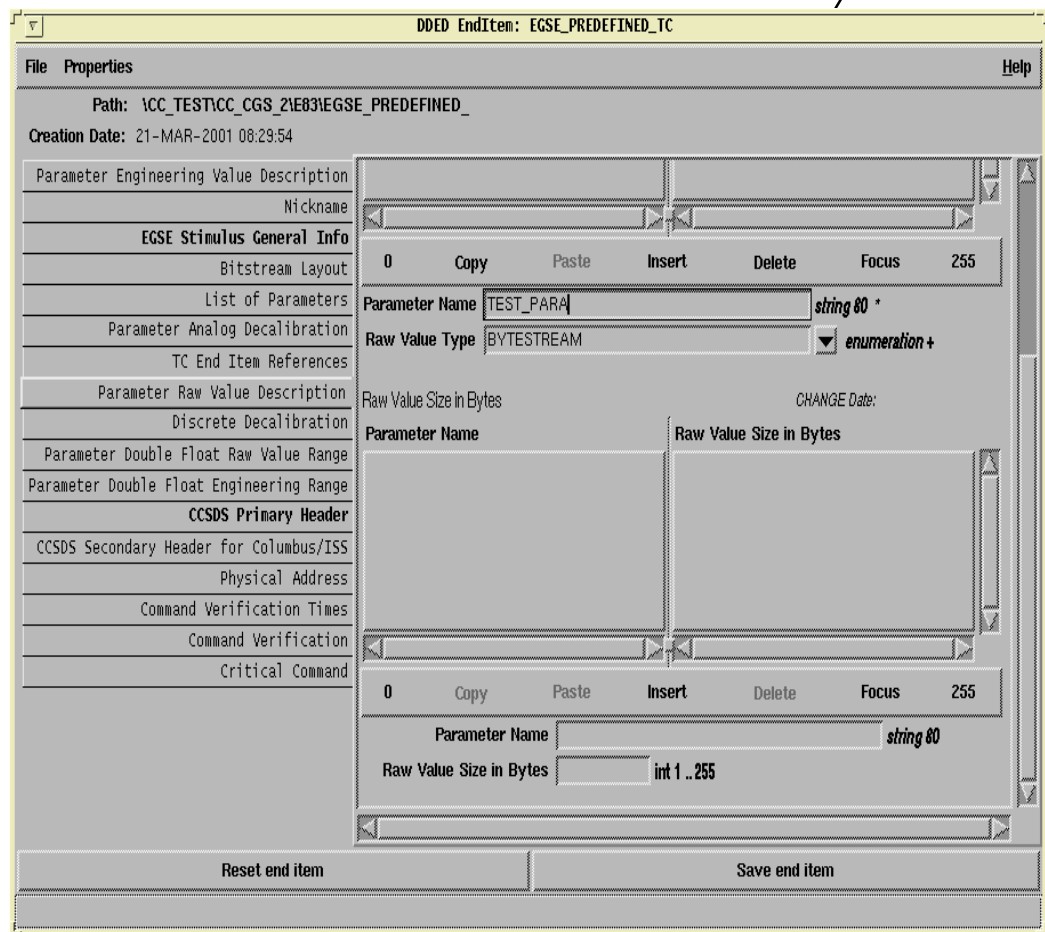 DDED EndItem: EGSE_PREDEFINED_TC
File Properties Help
Path: \CC_TEST\CC_CGS_2\E83\EGSE_PREDEFINED_
Creation Date: 21-MAR-2001 08:29:54
Parameter Engineering Value Description
Nickname
EGSE Stimulus General Info
Bitstream Layout
List of Parameters
Parameter Analog Decalibration
TC End Item References
Parameter Raw Value Description
Discrete Decalibration
Parameter Double Float Raw Value Range
Parameter Double Float Engineering Range
CCSDS Primary Header
CCSDS Secondary Header for Columbus/ISS
Physical Address
Command Verification Times
Command Verification
Critical Command
0 Copy Paste Insert Delete Focus 255
Parameter Name TEST_PARA string 80 *
Raw Value Type BYTESTREAM enumeration +
Raw Value Size in Bytes CHANGE Date:
Parameter Name Raw Value Size in Bytes
0 Copy Paste Insert Delete Focus 255
Parameter Name string 80
Raw Value Size in Bytes int 1 .. 255
Reset end item Save end item